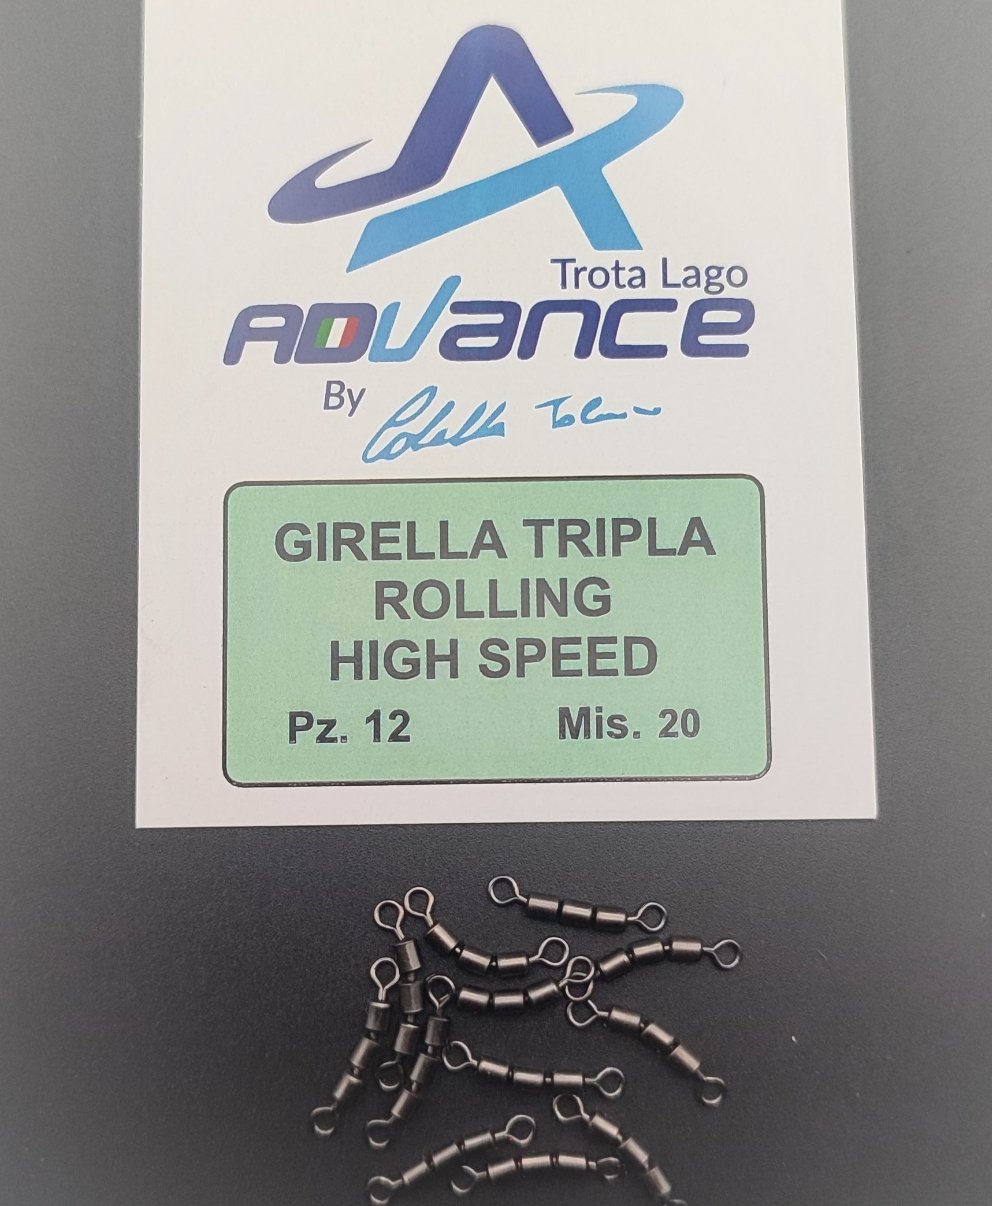 Trota Lago
ADVance
By
GIRELLA TRIPLA
ROLLING
HIGH SPEED
Pz. 12 Mis. 20